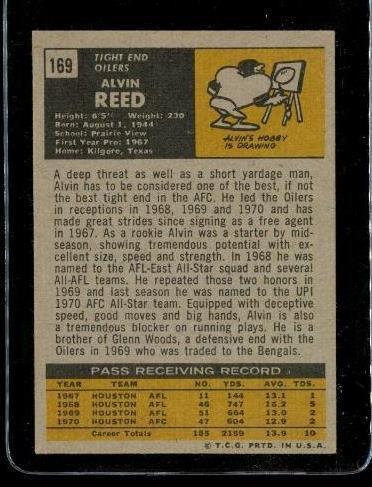 169
TIGHT END
OILERS
ALVIN
REED
Height: 6'5" Weight: 230
Born: August 1, 1944
School: Prairie View
First Year Pro: 1967
Home: Kilgore, Texas
ALVIN'S HOBBY
IS DRAWING
A deep threat as well as a short yardage man,
Alvin has to be considered one of the best, if not
the best tight end in the AFC. He led the Oilers
in receptions in 1968, 1969 and 1970 and has
made great strides since signing as a free agent
in 1967. As a rookie Alvin was a starter by mid-
season, showing tremendous potential with ex-
cellent size, speed and strength. In 1968 he was
named to the AFL-East All-Star squad and several
All-AFL teams. He repeated those two honors in
1969 and last season he was named to the UPI
1970 AFC All-Star team. Equipped with deceptive
speed, good moves and big hands, Alvin is also
a tremendous blocker on running plays. He is
a brother of Glenn Woods, a defensive end with the
Oilers in 1969 who was traded to the Bengals.
PASS RECEIVING RECORD
YEAR TEAM NO. YDS. AVG. TDS.
1967 HOUSTON AFL 11 144 13.1 1
1968 HOUSTON AFL 46 747 16.2 5
1969 HOUSTON AFL 51 664 13.0 2
1970 HOUSTON AFC 47 604 12.9 2
Career Totals 155 2159 13.9 10
© T.C.G. PRTD. IN U.S.A.